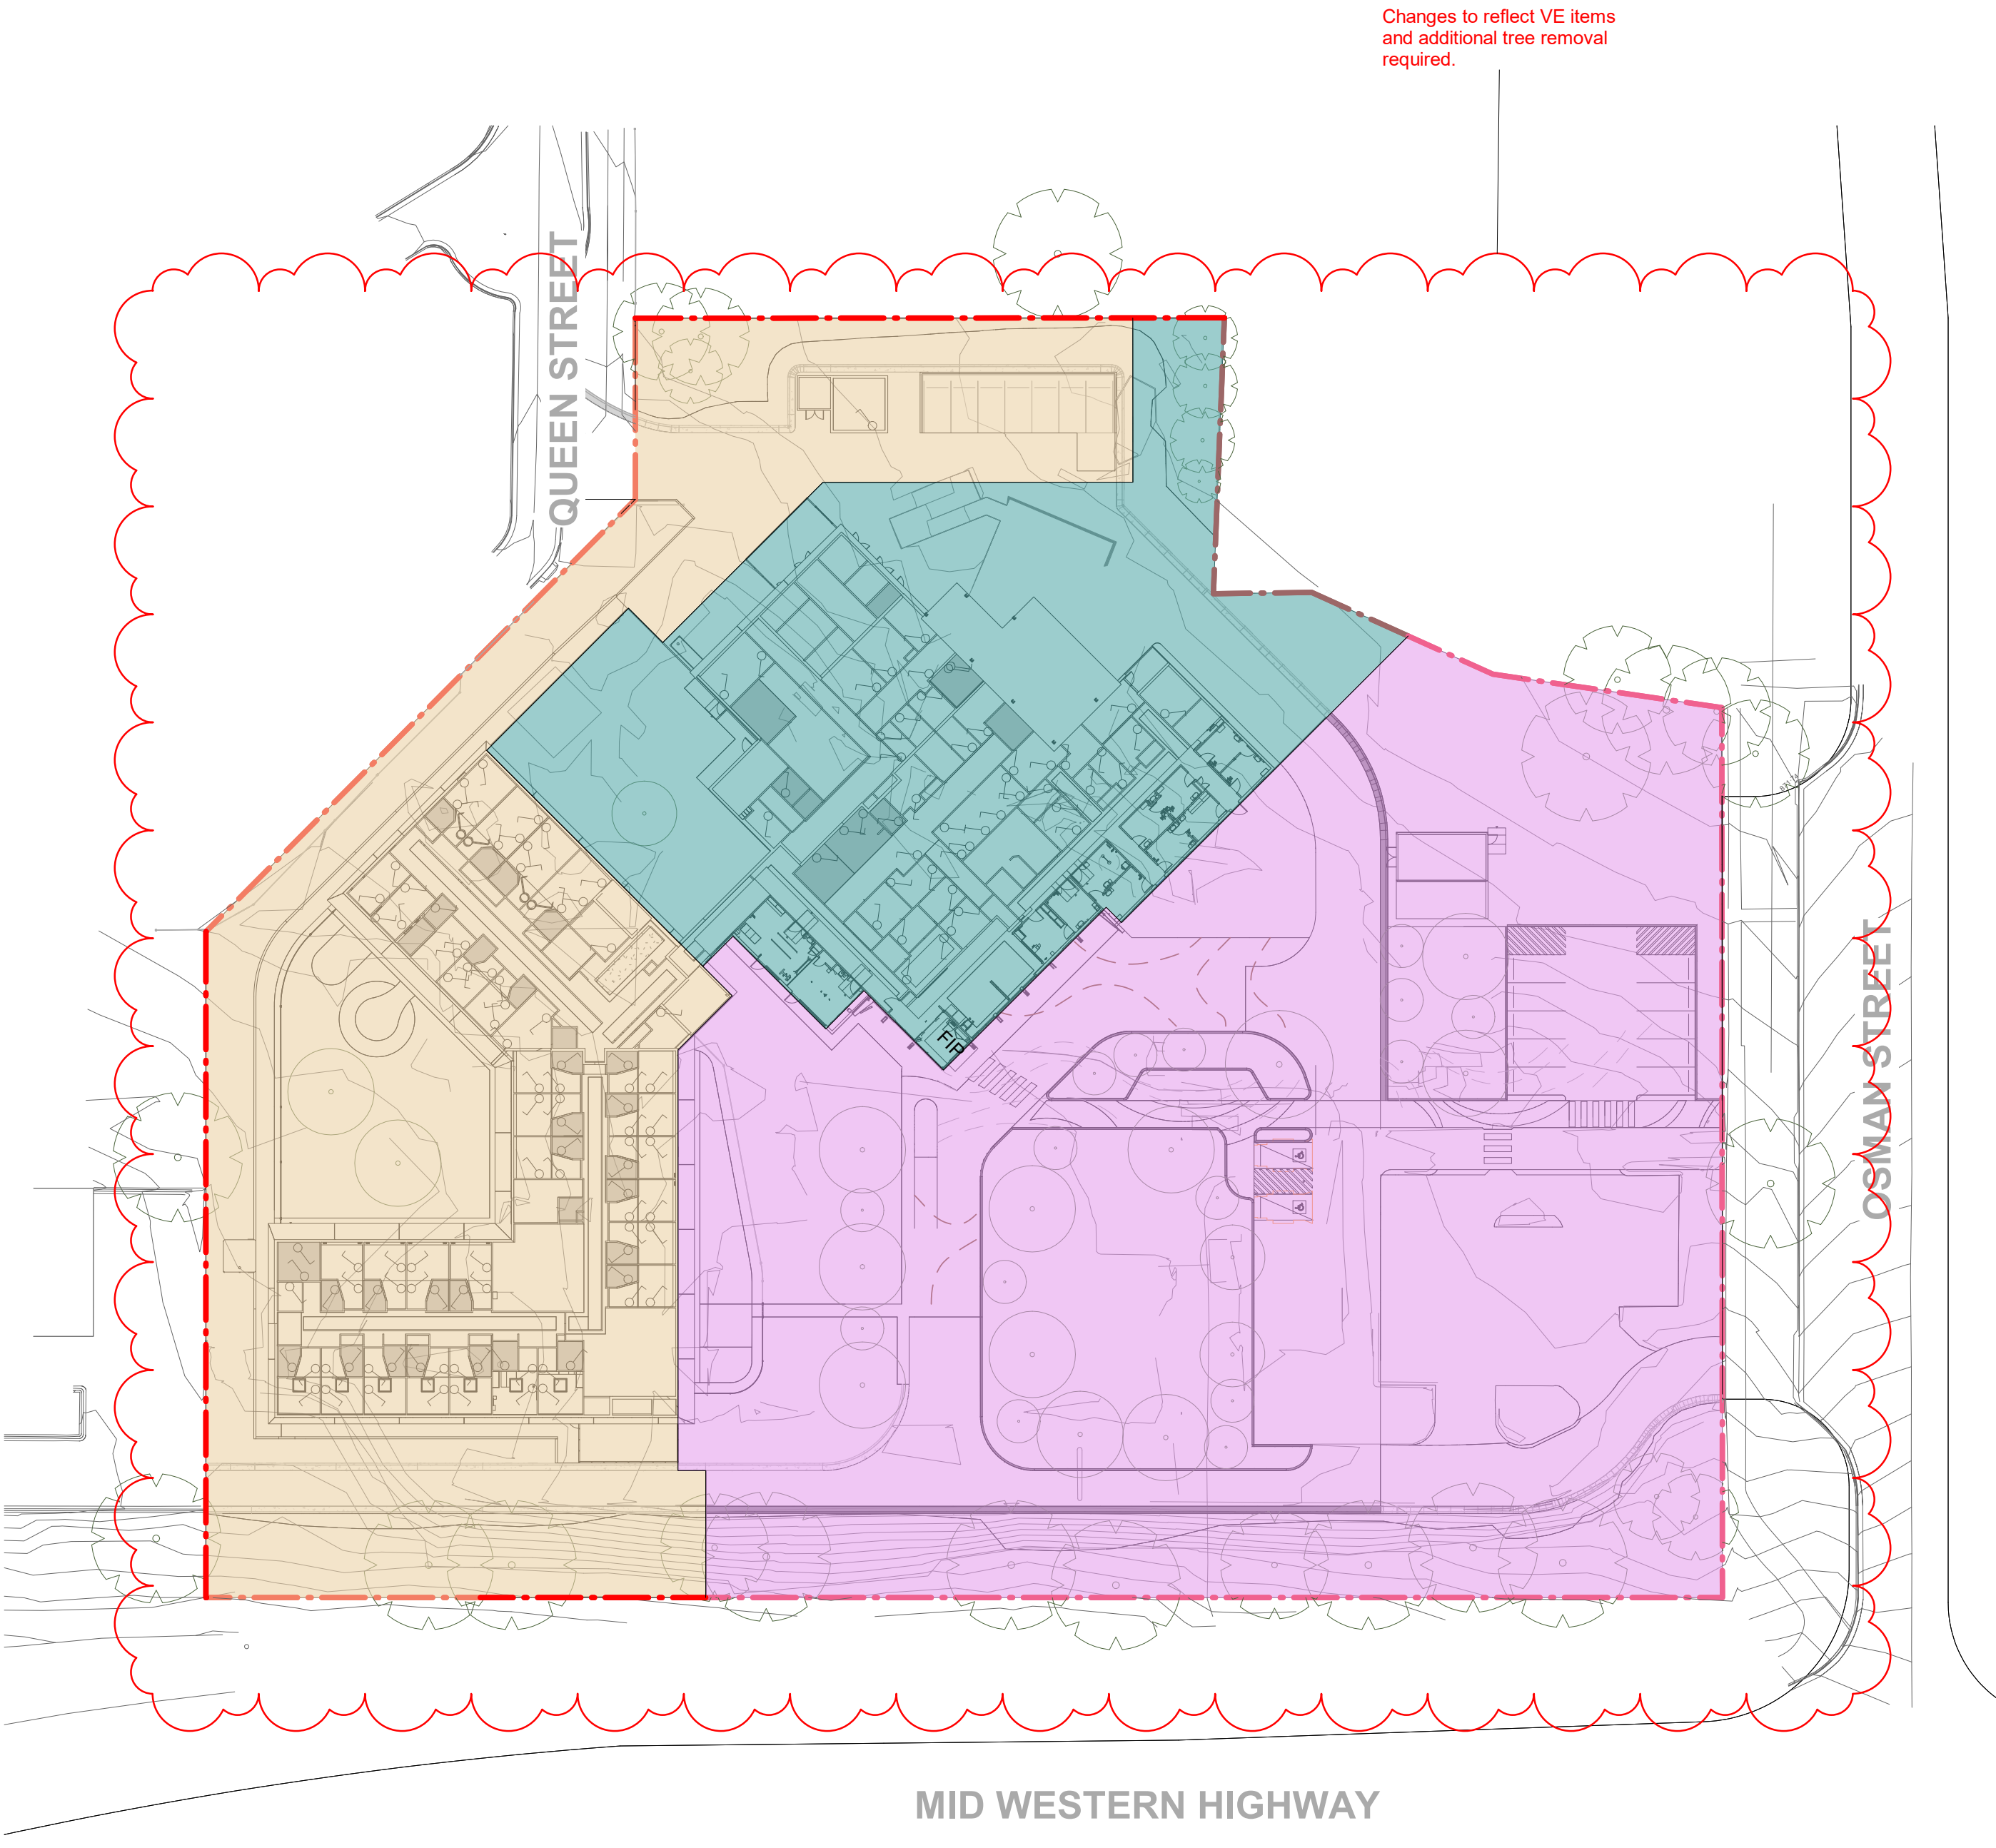 Changes to reflect VE items
and additional tree removal
required.
QUEEN STREET
FIP
OSMAN STREET
MID WESTERN HIGHWAY